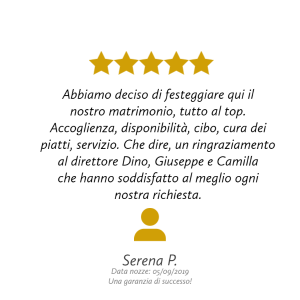 Abbiamo deciso di festeggiare qui il
nostro matrimonio, tutto al top.
Accoglienza, disponibilità, cibo, cura dei
piatti, servizio. Che dire, un ringraziamento
al direttore Dino, Giuseppe e Camilla
che hanno soddisfatto al meglio ogni
nostra richiesta.
Serena P.
Data nozze: 05/09/2019
Una garanzia di successo!